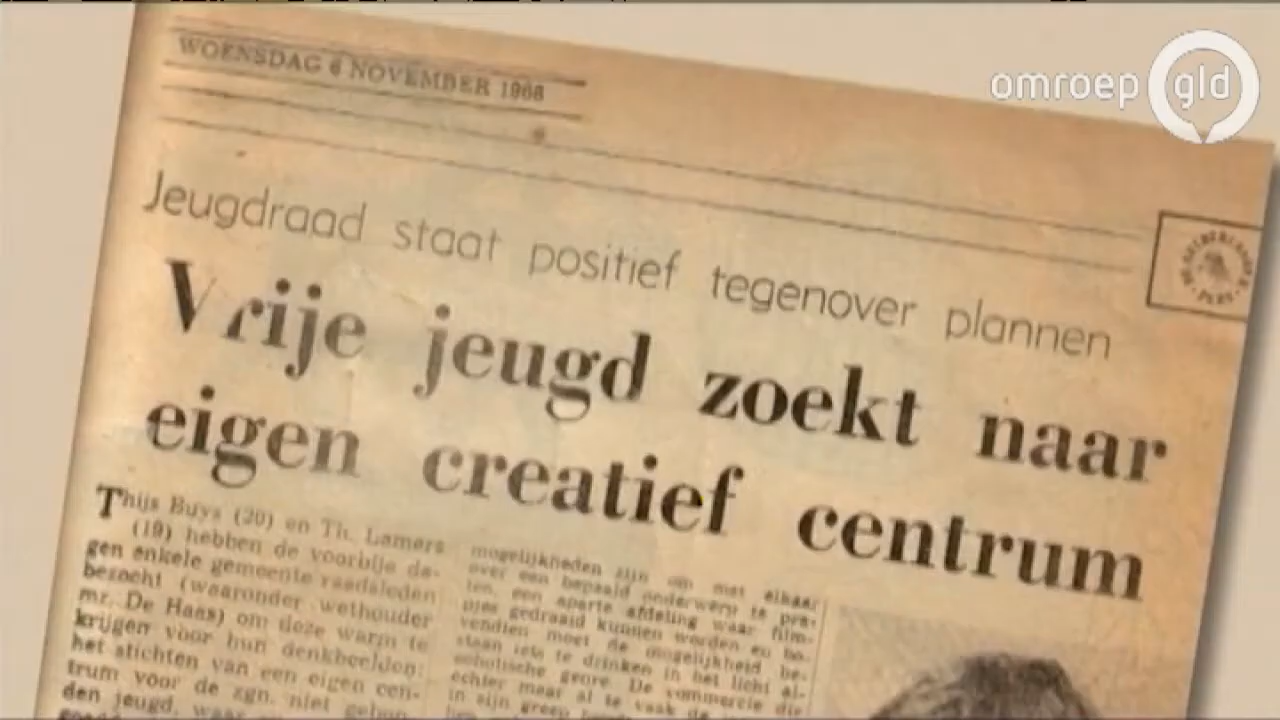 WOENSDAG 6 NOVEMBER 1968
omroep gld
Jeugdraad staat positief tegenover plannen
Vrije jeugd zoekt naar
eigen creatief centrum
Thijs Buys (20) en Th. Lamers
(19) hebben de voorbije da-
gen enkele gemeente raadsleden
bezocht (waaronder wethouder
mr. De Haas) om deze warm te
krijgen voor hun denkbeelden:
het stichten van een eigen cen-
trum voor de zgn. niet gebon-
den jeugd, waar
mogelijkheden zijn om met elkaar
over een bepaald onderwerp te pra-
ten, een aparte afdeling waar film-
pjes gedraaid kunnen worden en bo-
vendien moet de mogelijkheid be-
staan iets te drinken in het licht al-
coholische genre. De commercie die
echter maar al te vaak de
in zijn greep